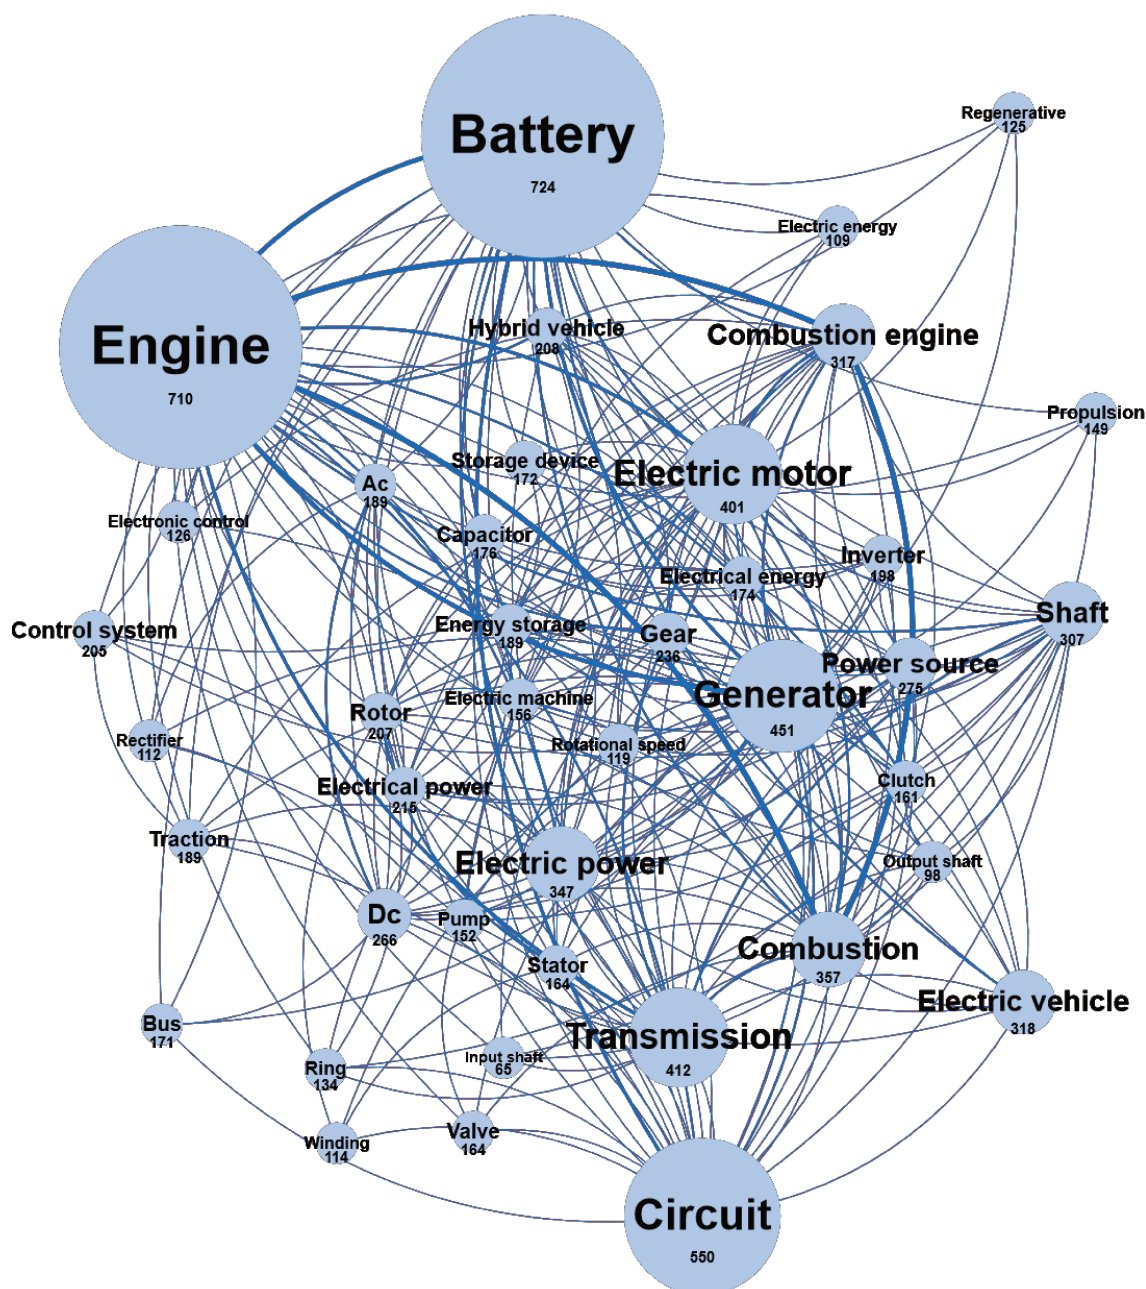 Battery
724
Regenerative
125
Electric energy
109
Engine
710
Hybrid vehicle
208
Combustion engine
317
Propulsion
149
Storage device
172
Electric motor
401
Ac
189
Electronic control
126
Capacitor
176
Inverter
198
Electrical energy
174
Control system
205
Energy storage
189
Gear
236
Shaft
307
Power source
275
Generator
451
Electric machine
156
Rotor
207
Rectifier
112
Rotational speed
119
Electrical power
215
Clutch
161
Traction
189
Electric power
347
Output shaft
98
Dc
266
Pump
152
Combustion
357
Stator
164
Electric vehicle
318
Bus
171
Transmission
412
Input shaft
65
Ring
134
Winding
114
Valve
164
Circuit
550